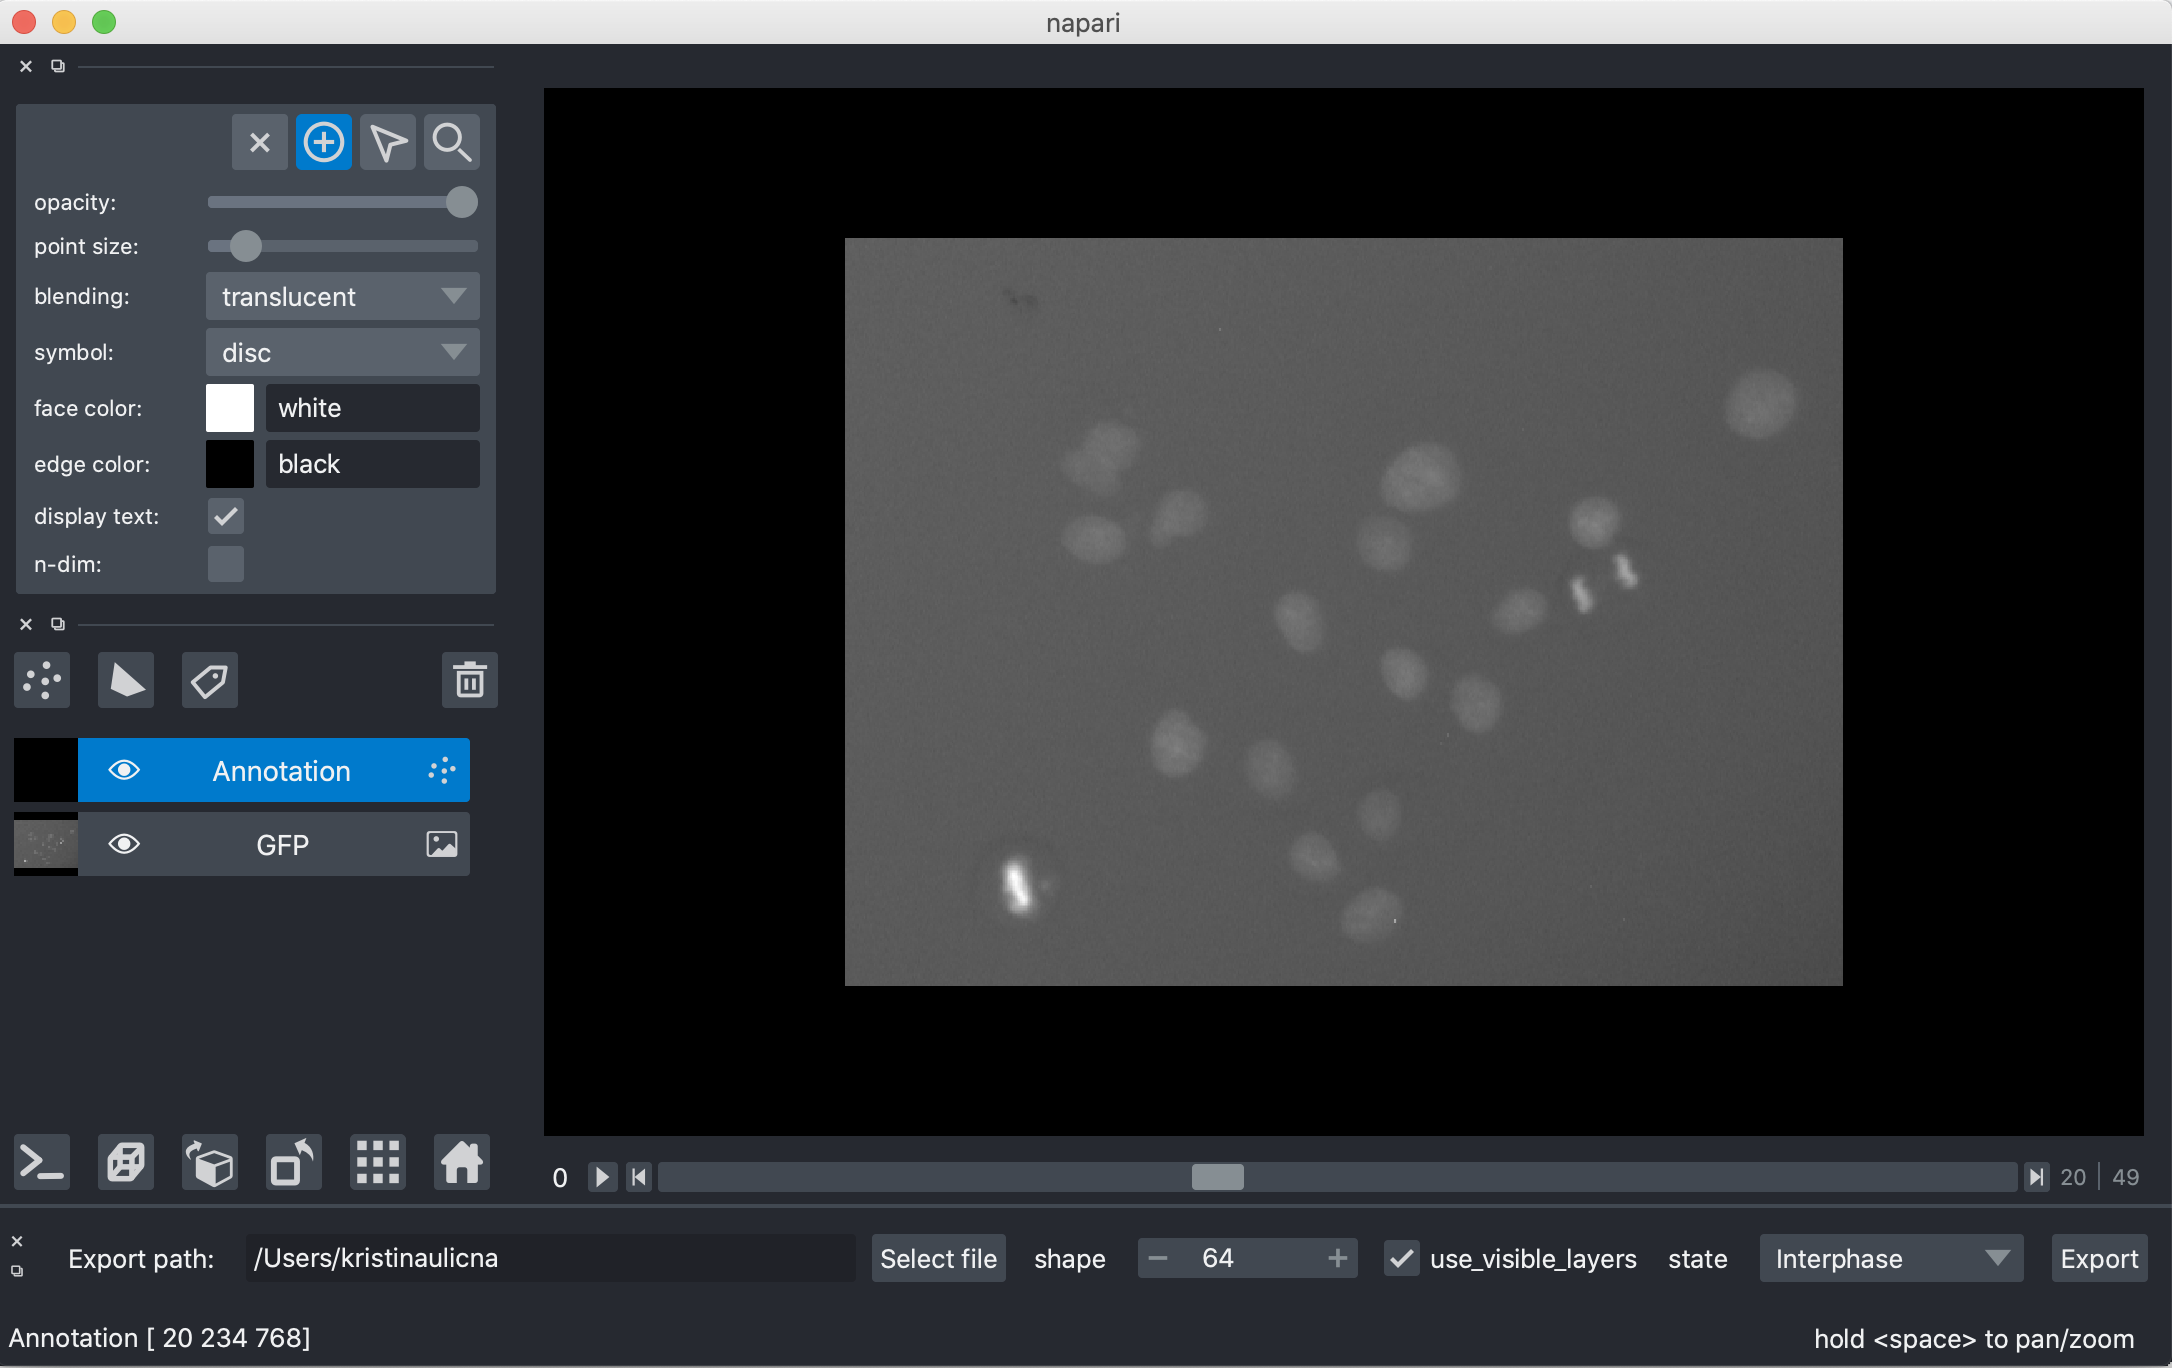 napari
opacity:
point size:
blending: translucent
symbol: disc
face color: white
edge color: black
display text:
n-dim:
Annotation
GFP
0 20 49
Export path: /Users/kristinaulicna Select file shape 64 use_visible_layers state Interphase Export
Annotation [ 20 234 768] hold <space> to pan/zoom